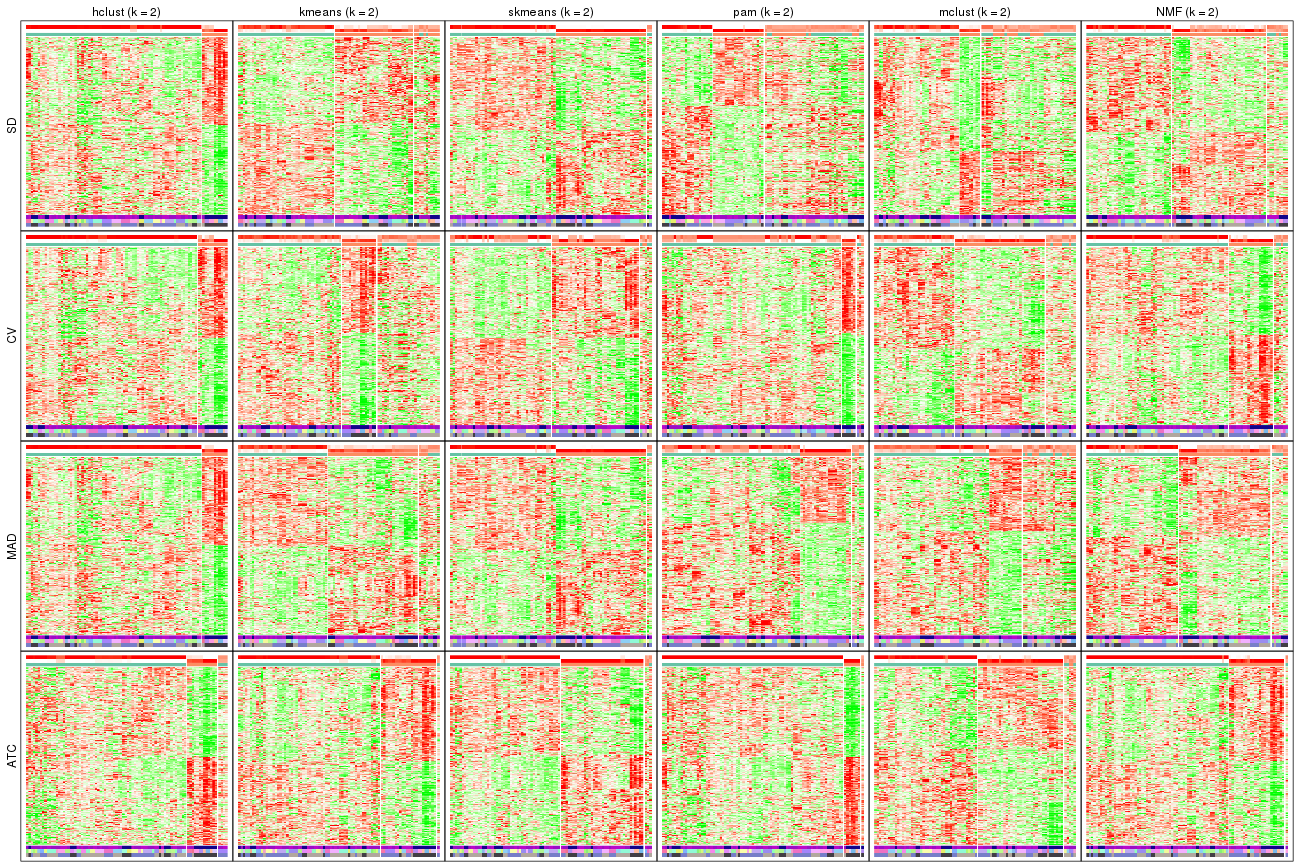 hclust (k = 2)
kmeans (k = 2)
skmeans (k = 2)
pam (k = 2)
mclust (k = 2)
NMF (k = 2)
SD
CV
MAD
ATC